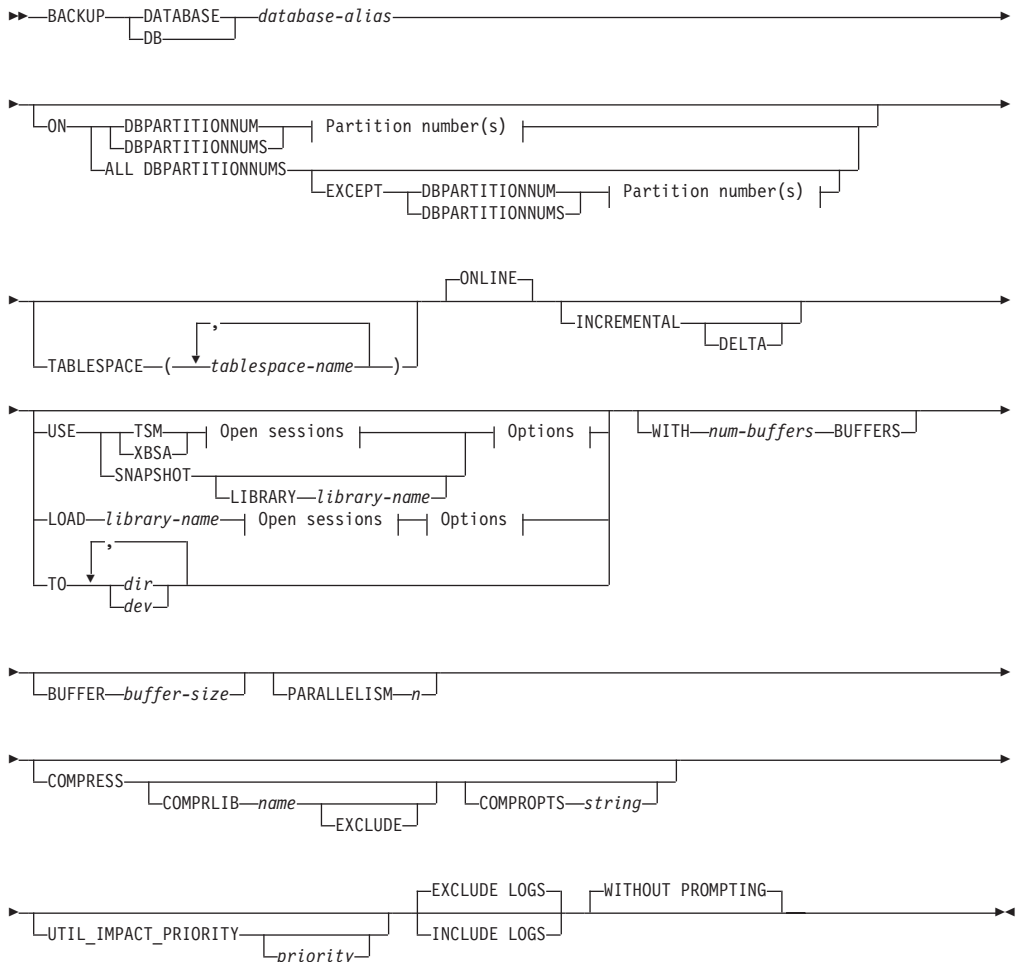 BACKUP DATABASE database-alias
DB
ON DBPARTITIONNUM Partition number(s)
DBPARTITIONNUMS
ALL DBPARTITIONNUMS
EXCEPT DBPARTITIONNUM Partition number(s)
DBPARTITIONNUMS
ONLINE
INCREMENTAL
DELTA
,
TABLESPACE ( tablespace-name )
USE TSM Open sessions Options WITH num-buffers BUFFERS
XBSA
SNAPSHOT
LIBRARY library-name
LOAD library-name Open sessions Options
,
TO dir
dev
BUFFER buffer-size PARALLELISM n
COMPRESS
COMPRLIB name COMPROPTS string
EXCLUDE
EXCLUDE LOGS WITHOUT PROMPTING
UTIL_IMPACT_PRIORITY INCLUDE LOGS
priority